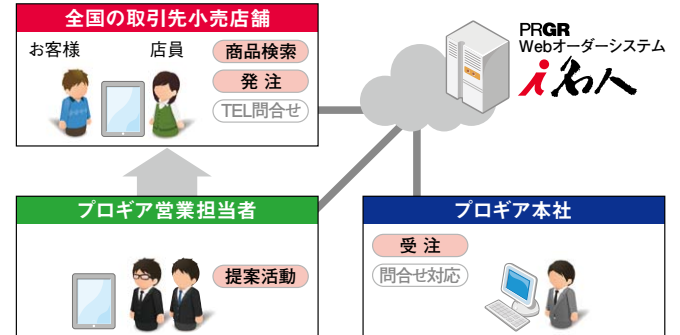 全国の取引先小売店舗
お客様
店員
商品検索
発注
TEL問合せ
PRGR
Webオーダーシステム
i名人
プロギア営業担当者
提案活動
プロギア本社
受注
問合せ対応